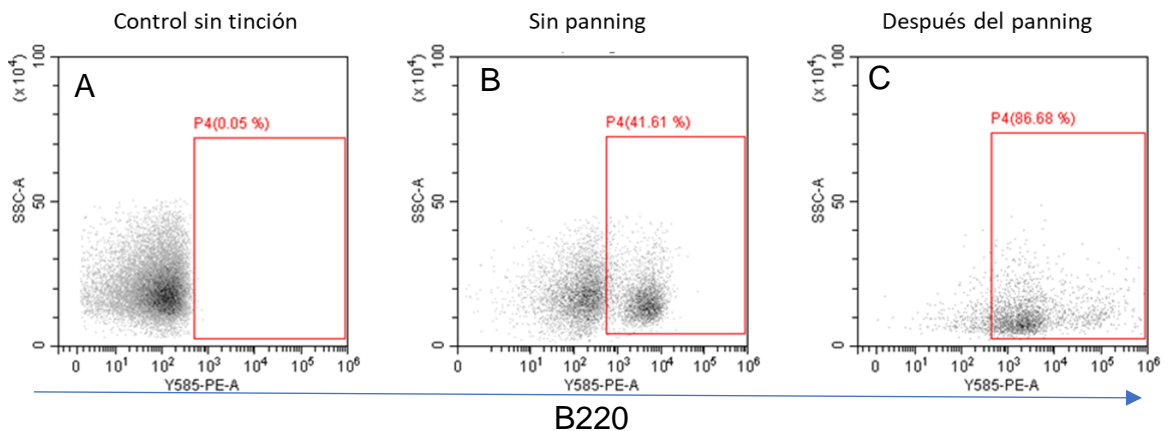 Control sin tinción
Sin panning
Después del panning
A
B
C
P4(0.05 %)
P4(41.61 %)
P4(86.68 %)
(x10⁴)
100
50
0
SSC-A
0 10¹ 10² 10³ 10⁴ 10⁵ 10⁶
Y585-PE-A
(x10⁴)
100
50
0
SSC-A
0 10¹ 10² 10³ 10⁴ 10⁵ 10⁶
Y585-PE-A
(x10⁴)
100
50
0
SSC-A
0 10¹ 10² 10³ 10⁴ 10⁵ 10⁶
Y585-PE-A
B220